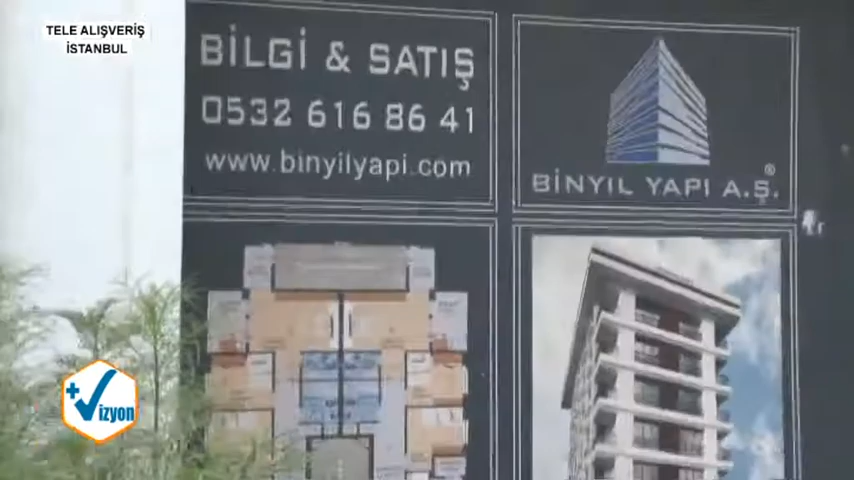 TELE ALIŞVERİŞ
İSTANBUL
BİLGİ & SATIŞ
0532 616 86 41
www.binyilyapi.com
®
BİNYIL YAPI A.Ş.
+Vizyon